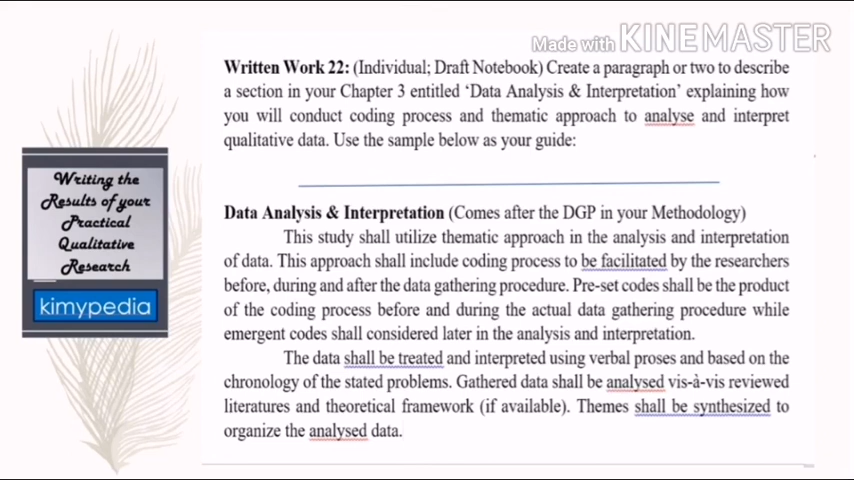 Made with KINEMASTER
Written Work 22: (Individual; Draft Notebook) Create a paragraph or two to describe
a section in your Chapter 3 entitled ‘Data Analysis & Interpretation’ explaining how
you will conduct coding process and thematic approach to analyse and interpret
qualitative data. Use the sample below as your guide:
Writing the
Results of your
Practical
Qualitative
Research
kimypedia
Data Analysis & Interpretation (Comes after the DGP in your Methodology)
This study shall utilize thematic approach in the analysis and interpretation
of data. This approach shall include coding process to be facilitated by the researchers
before, during and after the data gathering procedure. Pre-set codes shall be the product
of the coding process before and during the actual data gathering procedure while
emergent codes shall considered later in the analysis and interpretation.
The data shall be treated and interpreted using verbal proses and based on the
chronology of the stated problems. Gathered data shall be analysed vis-à-vis reviewed
literatures and theoretical framework (if available). Themes shall be synthesized to
organize the analysed data.